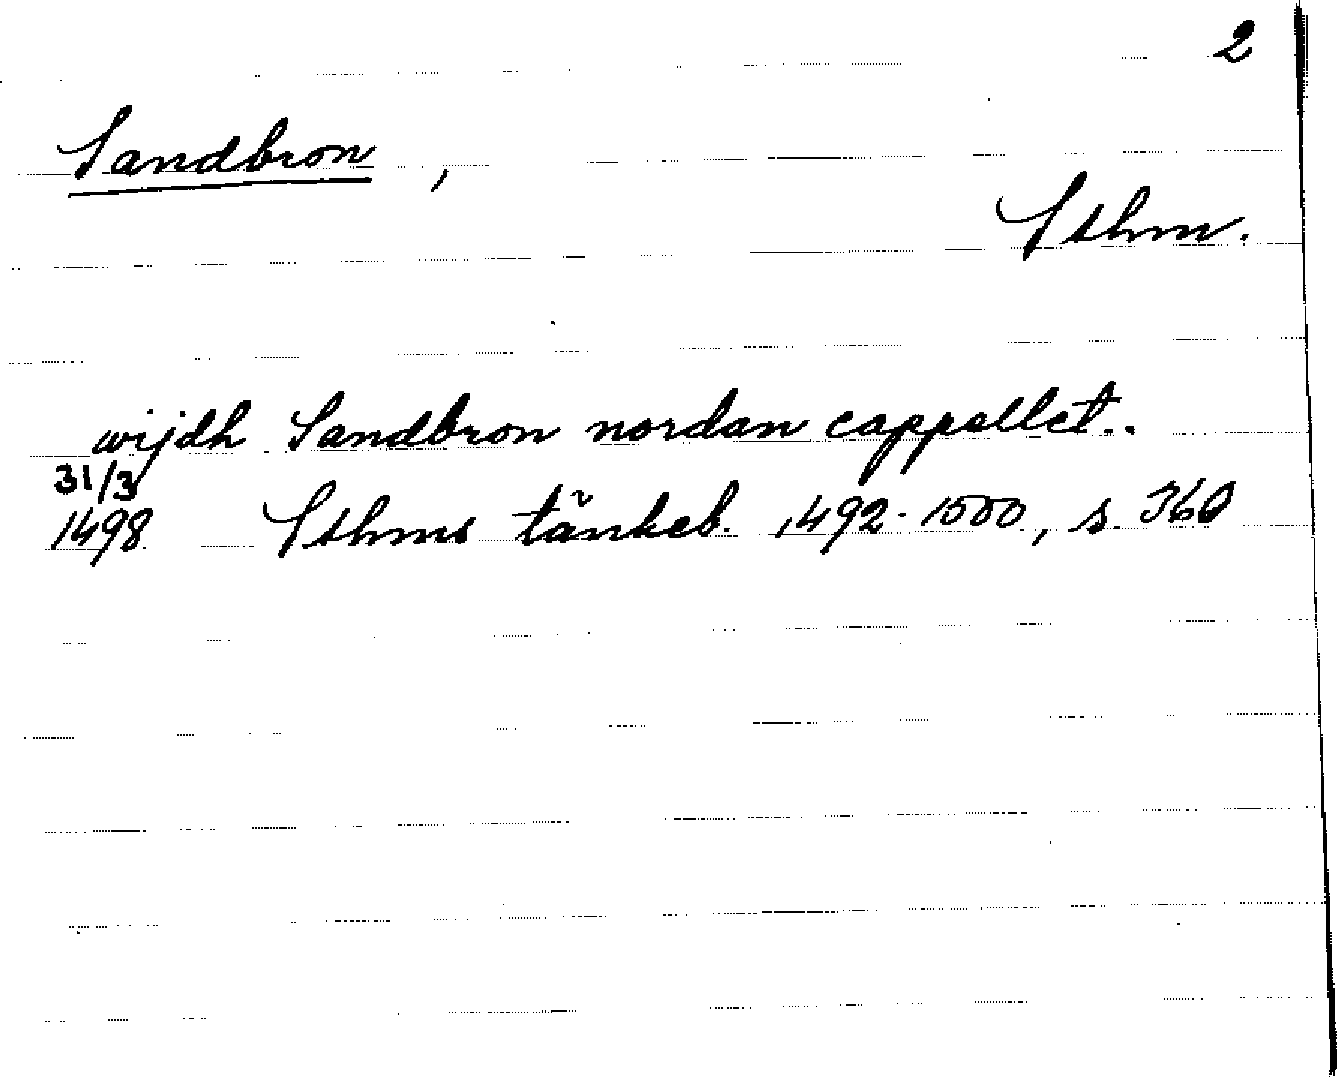 2
Sandbron,
Sthm.
wijdh Sandbron nordan cappellet..
31/3
1498 Sthms tänkeb. 1492-1500, s. 360